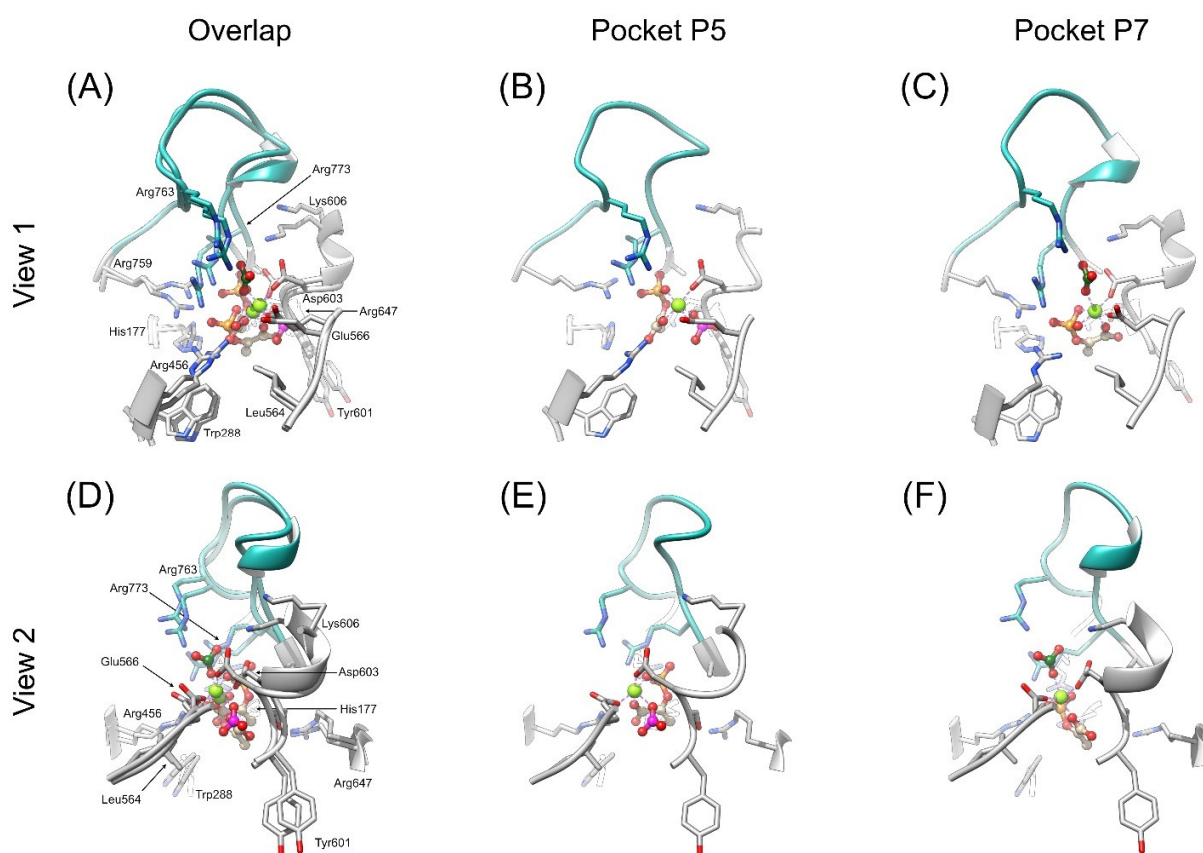 Overlap
Pocket P5
Pocket P7
View 1
(A)
(B)
(C)
Arg773
Arg763
Lys606
Arg759
Asp603
Arg647
His177
Glu566
Arg456
Leu564
Tyr601
Trp288
View 2
(D)
(E)
(F)
Arg763
Arg773
Lys606
Glu566
Asp603
Arg456
His177
Arg647
Leu564
Trp288
Tyr601